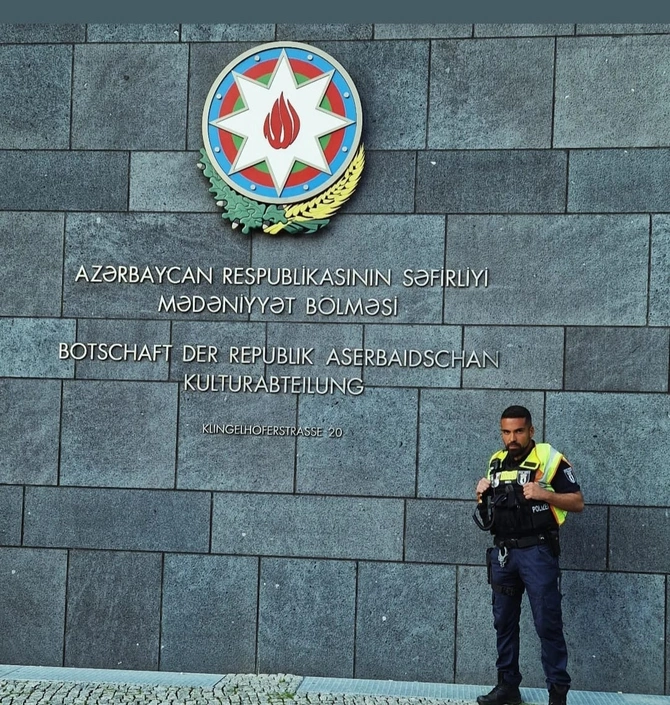 AZƏRBAYCAN RESPUBLİKASININ SƏFİRLİYİ
MƏDƏNİYYƏT BÖLMƏSİ
BOTSCHAFT DER REPUBLIK ASERBAIDSCHAN
KULTURABTEILUNG
KLINGELHÖFERSTRASSE 20
POLIZEI